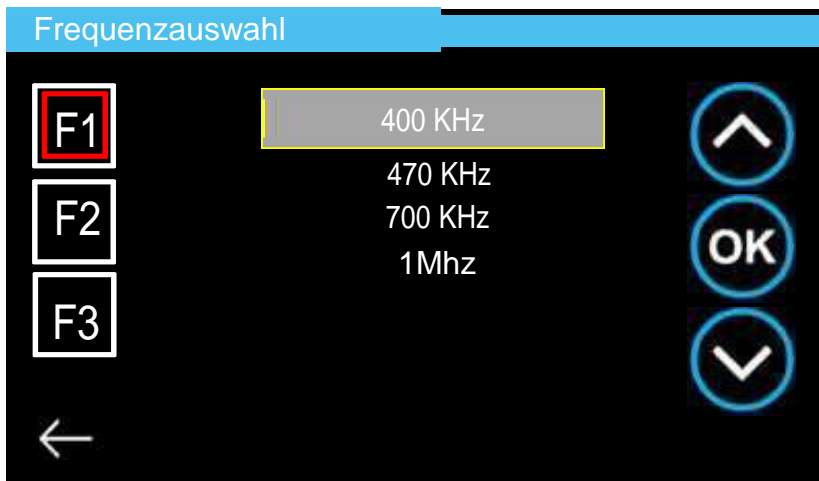 Frequenzauswahl
F1
400 KHz
470 KHz
F2
700 KHz
OK
1Mhz
F3